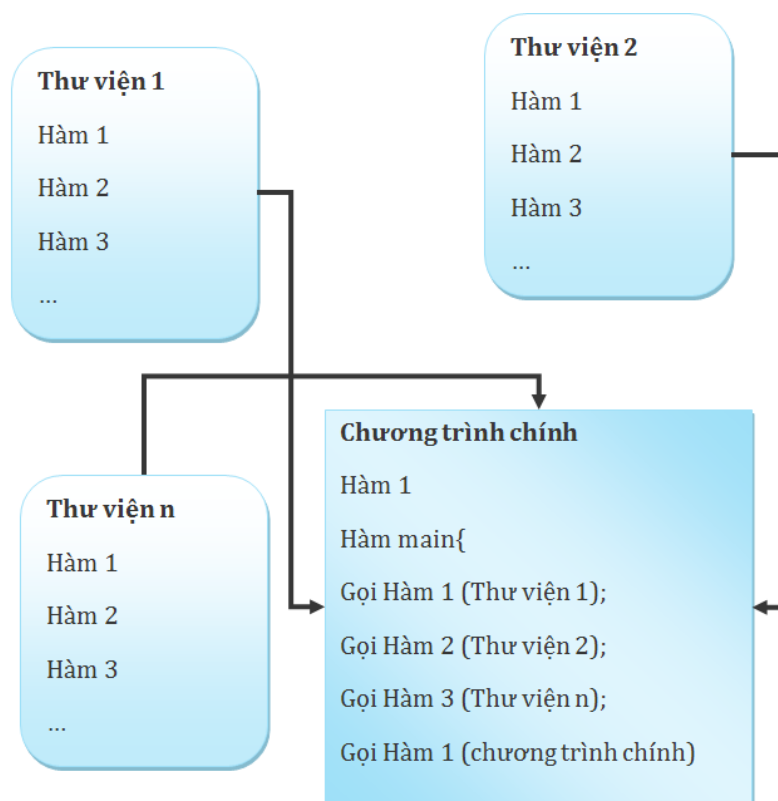 Thư viện 1
Hàm 1
Hàm 2
Hàm 3
...
Thư viện 2
Hàm 1
Hàm 2
Hàm 3
...
Thư viện n
Hàm 1
Hàm 2
Hàm 3
...
Chương trình chính
Hàm 1
Hàm main{
Gọi Hàm 1 (Thư viện 1);
Gọi Hàm 2 (Thư viện 2);
Gọi Hàm 3 (Thư viện n);
Gọi Hàm 1 (chương trình chính)